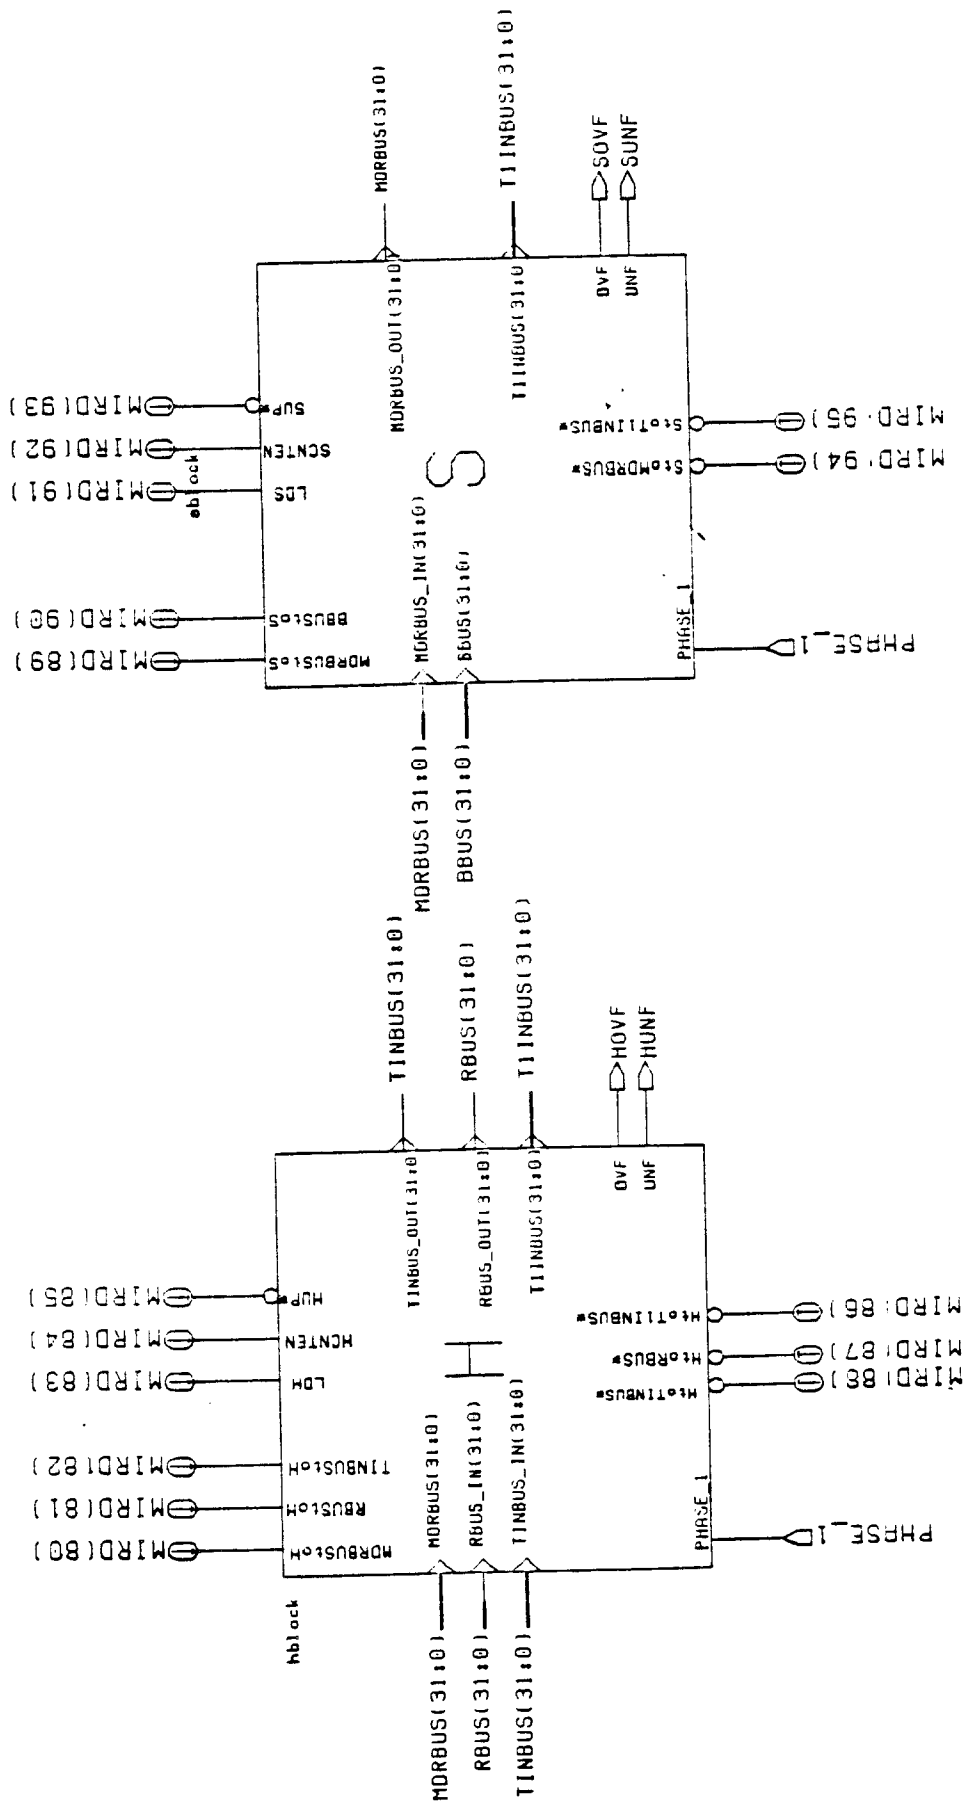 MIRD(93)
MIRD(92)
MIRD(91)
MIRD(90)
MIRD(89)
SUP*
SCNTEN
LDS
BBUStoS
MDRBUStoS
sblock
MDRBUS(31:0)
T1INBUS(31:0)
MDRBUS_OUT(31:0)
T1INBUS(31:0
OVF
SOVF
UNF
SUNF
S
MDRBUS_IN(31:0)
BBUS(31:0)
MDRBUS(31:0)
BBUS(31:0)
StoT1INBUS*
StoMDRBUS*
MIRD(95)
MIRD(94)
PHASE_1
PHASE_1
MIRD(85)
MIRD(84)
MIRD(83)
MIRD(82)
MIRD(81)
MIRD(80)
HUP*
HCNTEN
LDH
TINBUStoH
RBUStoH
MDRBUStoH
hblock
TINBUS(31:0)
RBUS(31:0)
T1INBUS(31:0)
TINBUS_OUT(31:0)
RBUS_OUT(31:0)
T1INBUS(31:0)
OVF
HOVF
UNF
HUNF
H
MDRBUS(31:0)
RBUS_IN(31:0)
TINBUS_IN(31:0)
MDRBUS(31:0)
RBUS(31:0)
TINBUS(31:0)
HtoT1INBUS*
HtoRBUS*
HtoTINBUS*
MIRD(86)
MIRD(87)
MIRD(88)
PHASE_1
PHASE_1